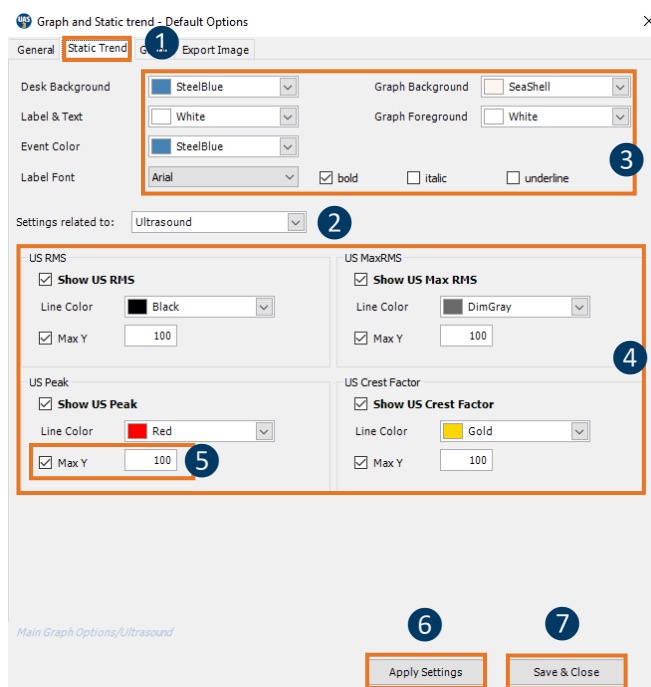 UAS 3 Graph and Static trend - Default Options
General Static Trend G... Export Image
1
Desk Background SteelBlue Graph Background SeaShell
Label & Text White Graph Foreground White
Event Color SteelBlue
3
Label Font Arial bold italic underline
Settings related to: Ultrasound 2
US RMS US MaxRMS
Show US RMS Show US Max RMS
Line Color Black Line Color DimGray
Max Y 100 Max Y 100
4
US Peak US Crest Factor
Show US Peak Show US Crest Factor
Line Color Red Line Color Gold
Max Y 100 5 Max Y 100
Main Graph Options/Ultrasound
6 7
Apply Settings Save & Close